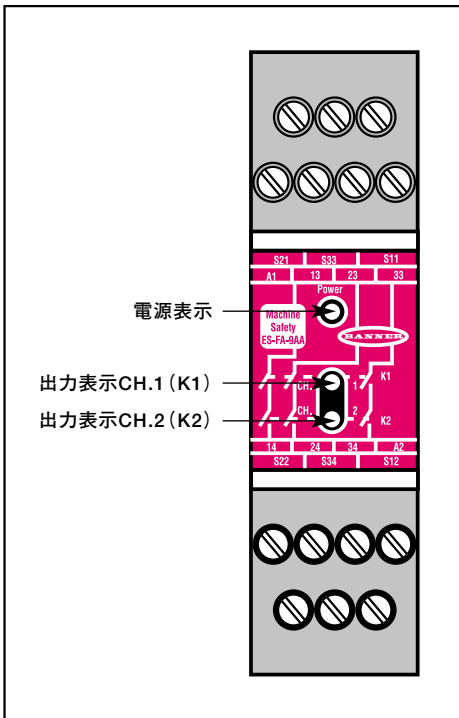 S21 S33 S11
A1 13 23 33
Power
電源表示
Machine
Safety
ES-FA-9AA
BANNER
出力表示CH.1（K1）
CH. 1 K1
出力表示CH.2（K2）
CH. 2 K2
14 24 34 A2
S22 S34 S12